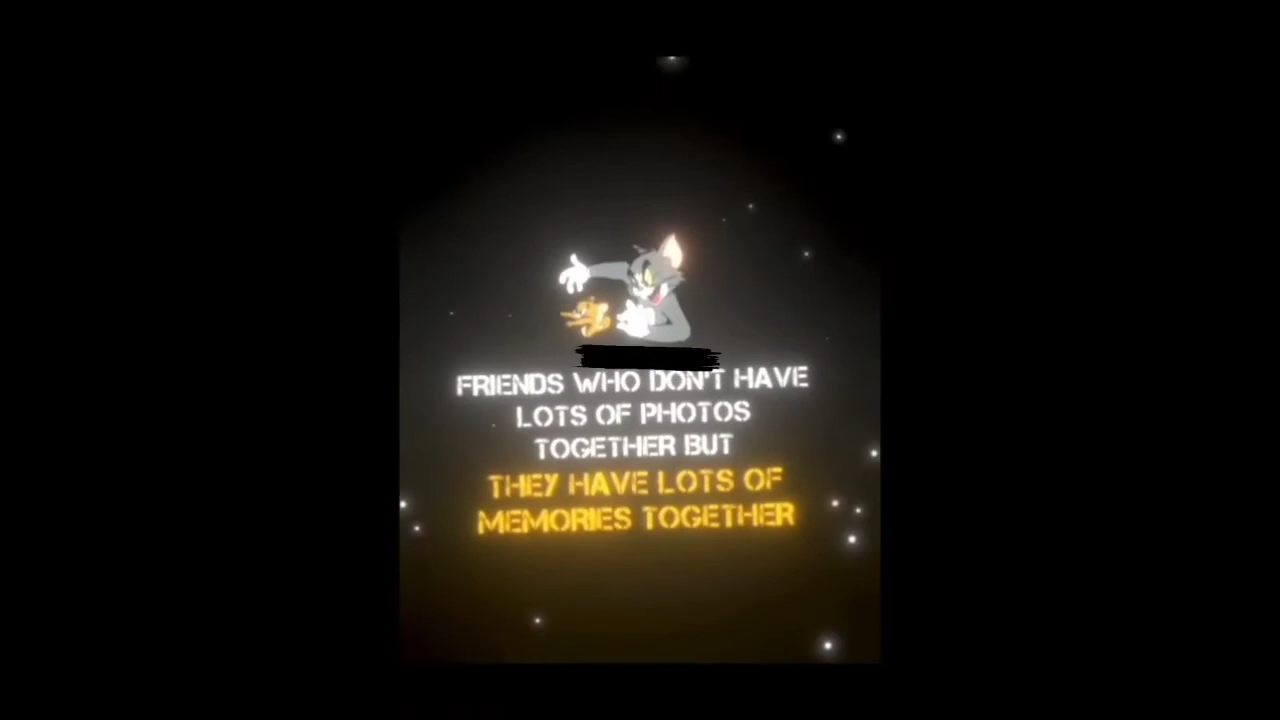 FRIENDS WHO DON'T HAVE
LOTS OF PHOTOS
TOGETHER BUT
THEY HAVE LOTS OF
MEMORIES TOGETHER